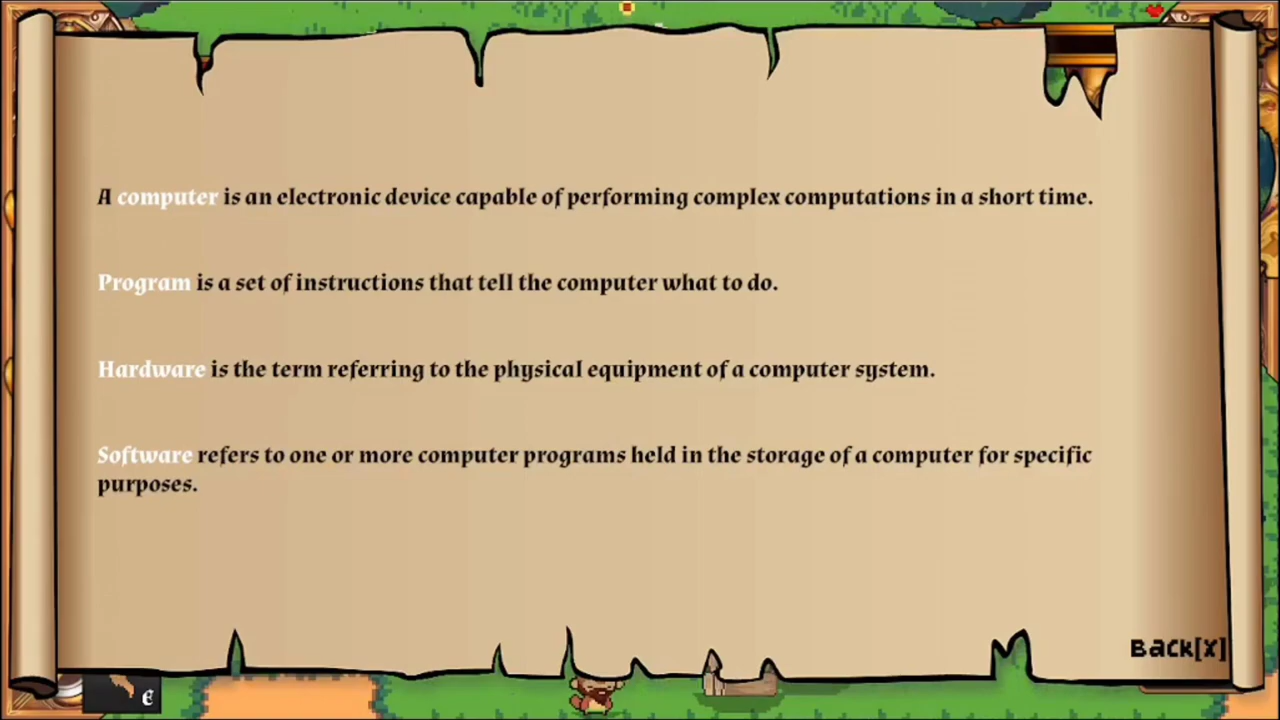 A computer is an electronic device capable of performing complex computations in a short time.
Program is a set of instructions that tell the computer what to do.
Hardware is the term referring to the physical equipment of a computer system.
Software refers to one or more computer programs held in the storage of a computer for specific
purposes.
Back[X]
E